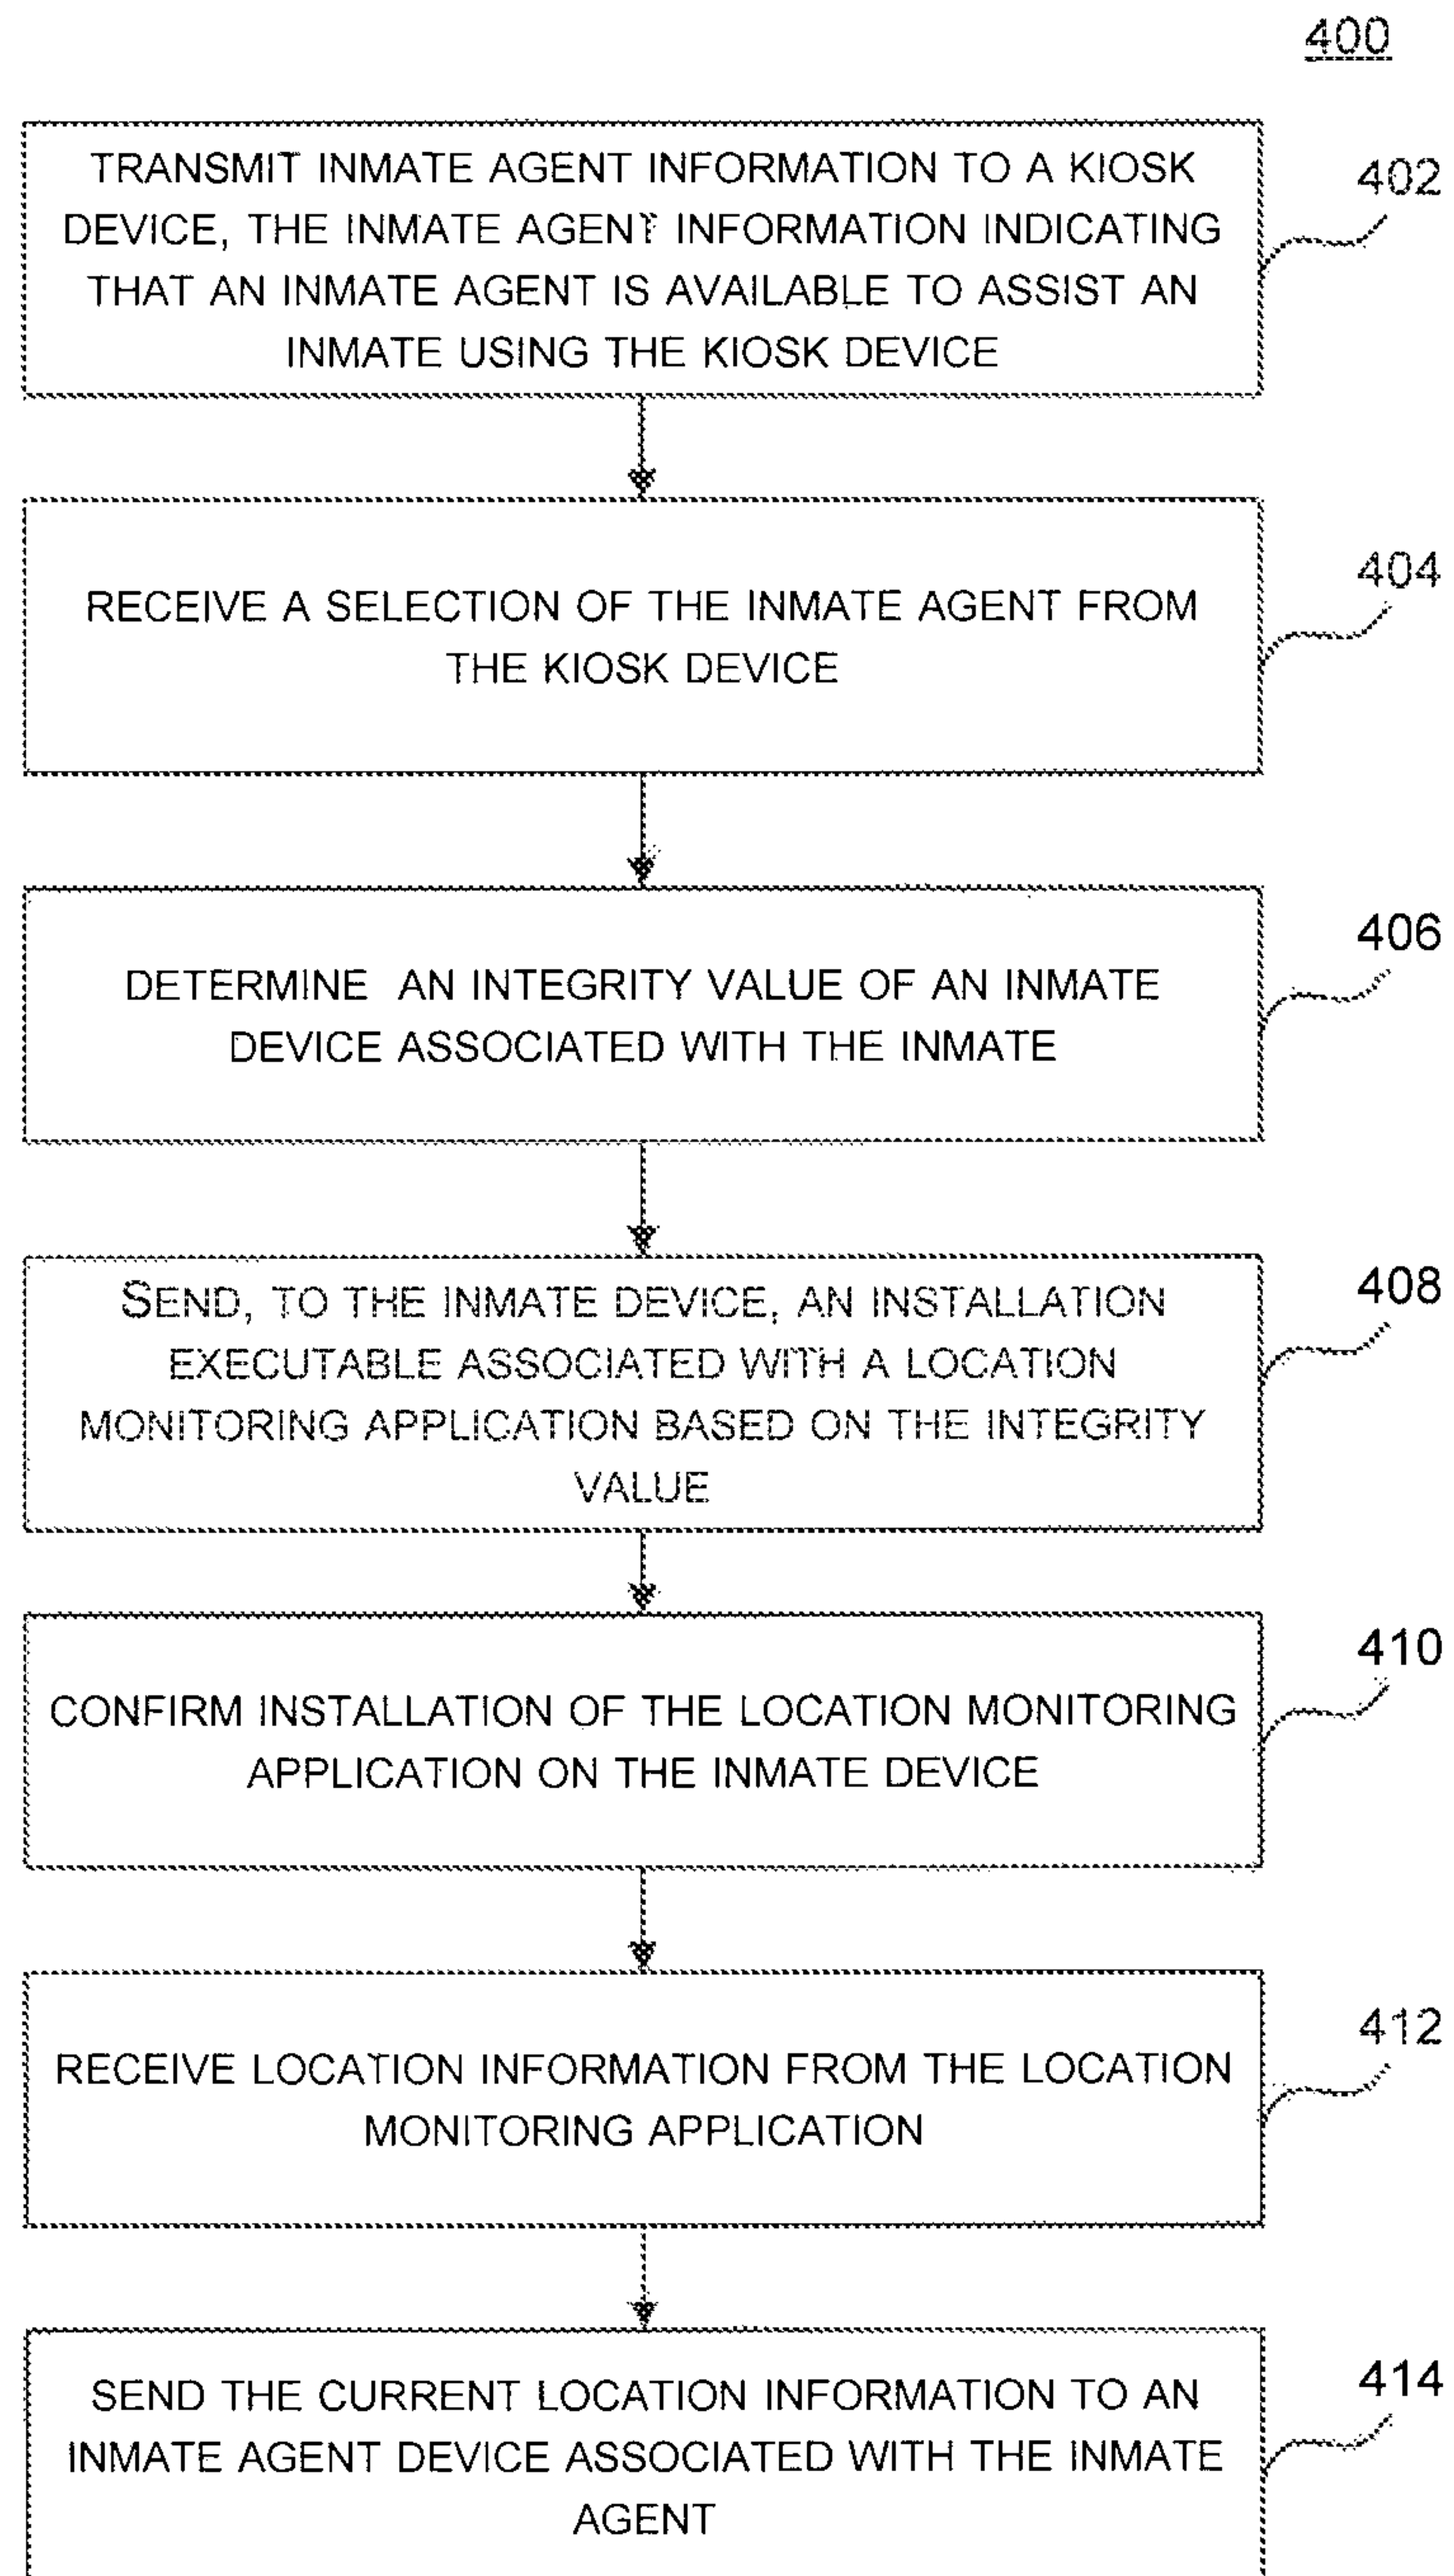 400
TRANSMIT INMATE AGENT INFORMATION TO A KIOSK
DEVICE, THE INMATE AGENT INFORMATION INDICATING
THAT AN INMATE AGENT IS AVAILABLE TO ASSIST AN
INMATE USING THE KIOSK DEVICE
402
RECEIVE A SELECTION OF THE INMATE AGENT FROM
THE KIOSK DEVICE
404
DETERMINE AN INTEGRITY VALUE OF AN INMATE
DEVICE ASSOCIATED WITH THE INMATE
406
SEND, TO THE INMATE DEVICE, AN INSTALLATION
EXECUTABLE ASSOCIATED WITH A LOCATION
MONITORING APPLICATION BASED ON THE INTEGRITY
VALUE
408
CONFIRM INSTALLATION OF THE LOCATION MONITORING
APPLICATION ON THE INMATE DEVICE
410
RECEIVE LOCATION INFORMATION FROM THE LOCATION
MONITORING APPLICATION
412
SEND THE CURRENT LOCATION INFORMATION TO AN
INMATE AGENT DEVICE ASSOCIATED WITH THE INMATE
AGENT
414